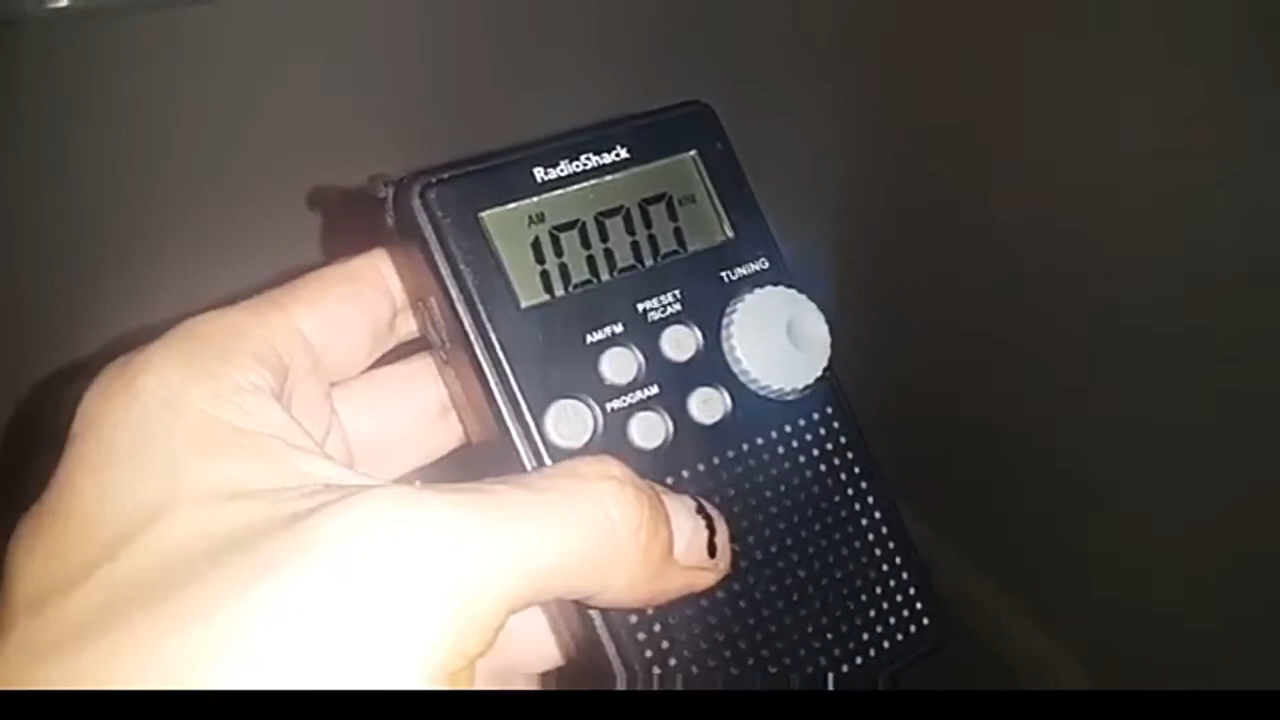 RadioShack
AM
1000 KHz
TUNING
PRESET
/SCAN
AM/FM
PROGRAM